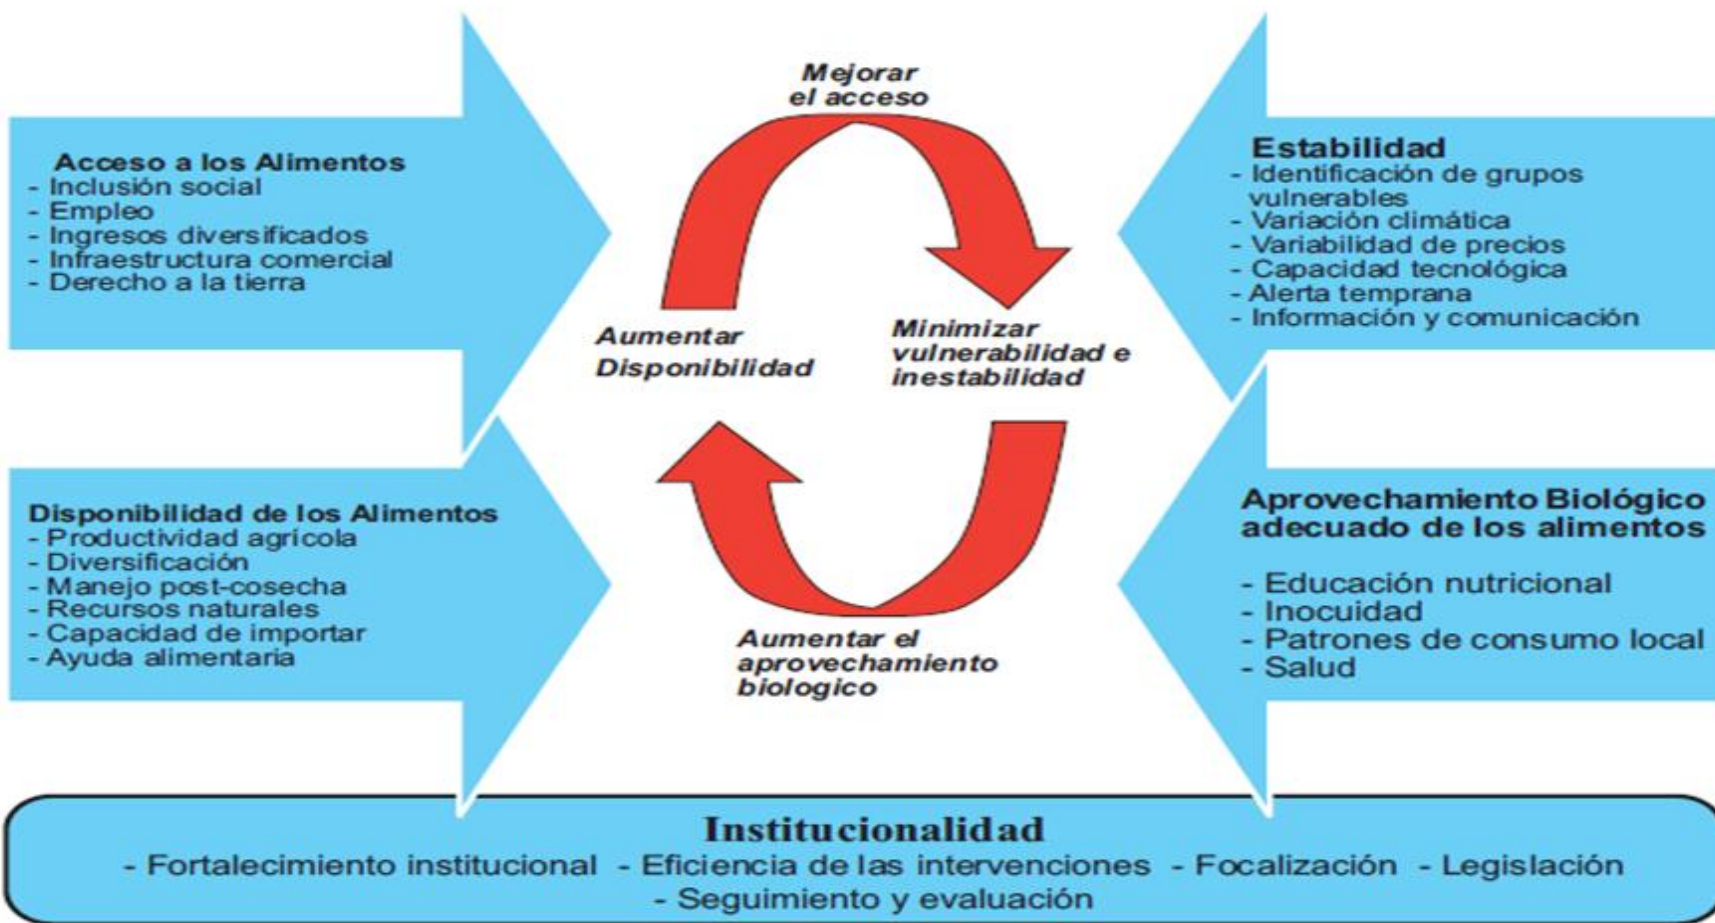 Mejorar
el acceso
Acceso a los Alimentos
- Inclusión social
- Empleo
- Ingresos diversificados
- Infraestructura comercial
- Derecho a la tierra
Estabilidad
- Identificación de grupos
vulnerables
- Variación climática
- Variabilidad de precios
- Capacidad tecnológica
- Alerta temprana
- Información y comunicación
Aumentar
Disponibilidad
Minimizar
vulnerabilidad e
inestabilidad
Disponibilidad de los Alimentos
- Productividad agrícola
- Diversificación
- Manejo post-cosecha
- Recursos naturales
- Capacidad de importar
- Ayuda alimentaria
Aprovechamiento Biológico
adecuado de los alimentos
- Educación nutricional
- Inocuidad
- Patrones de consumo local
- Salud
Aumentar el
aprovechamiento
biologico
Institucionalidad
- Fortalecimiento institucional - Eficiencia de las intervenciones - Focalización - Legislación
- Seguimiento y evaluación